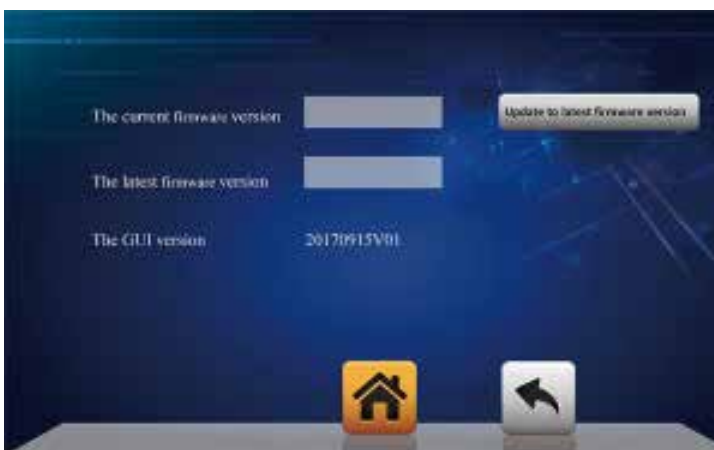 The current firmware version
Update to latest firmware version
The latest firmware version
The GUI version 20170915V01